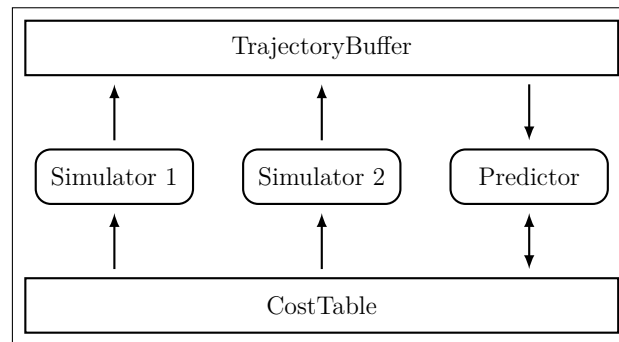 TrajectoryBuffer
Simulator 1
Simulator 2
Predictor
CostTable